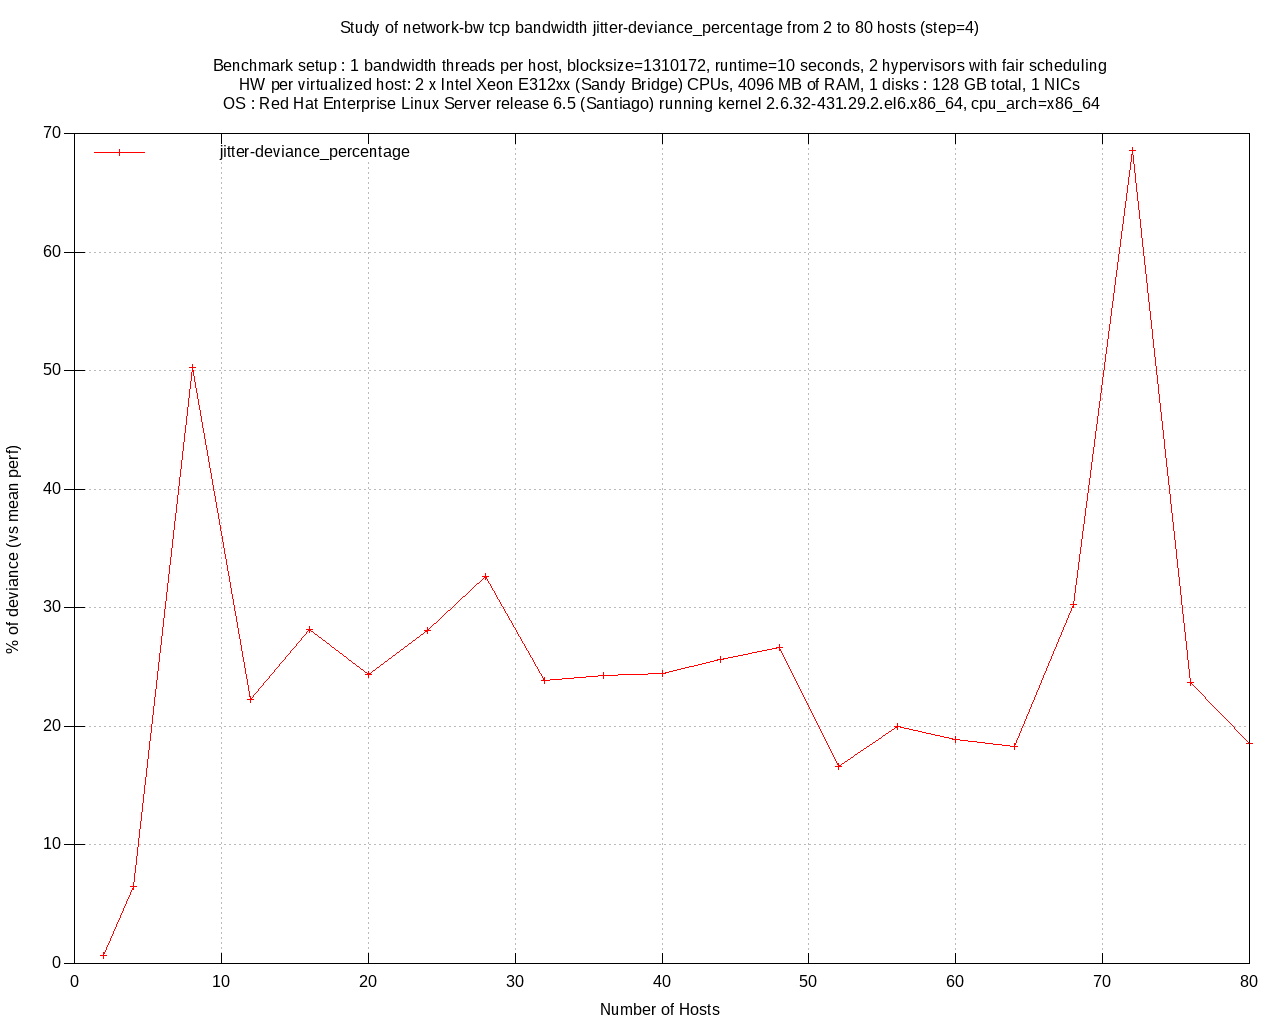 Study of network-bw tcp bandwidth jitter-deviance_percentage from 2 to 80 hosts (step=4)
Benchmark setup : 1 bandwidth threads per host, blocksize=1310172, runtime=10 seconds, 2 hypervisors with fair scheduling
HW per virtualized host: 2 x Intel Xeon E312xx (Sandy Bridge) CPUs, 4096 MB of RAM, 1 disks : 128 GB total, 1 NICs
OS : Red Hat Enterprise Linux Server release 6.5 (Santiago) running kernel 2.6.32-431.29.2.el6.x86_64, cpu_arch=x86_64
jitter-deviance_percentage
70
60
50
40
30
20
10
0
% of deviance (vs mean perf)
0 10 20 30 40 50 60 70 80
Number of Hosts